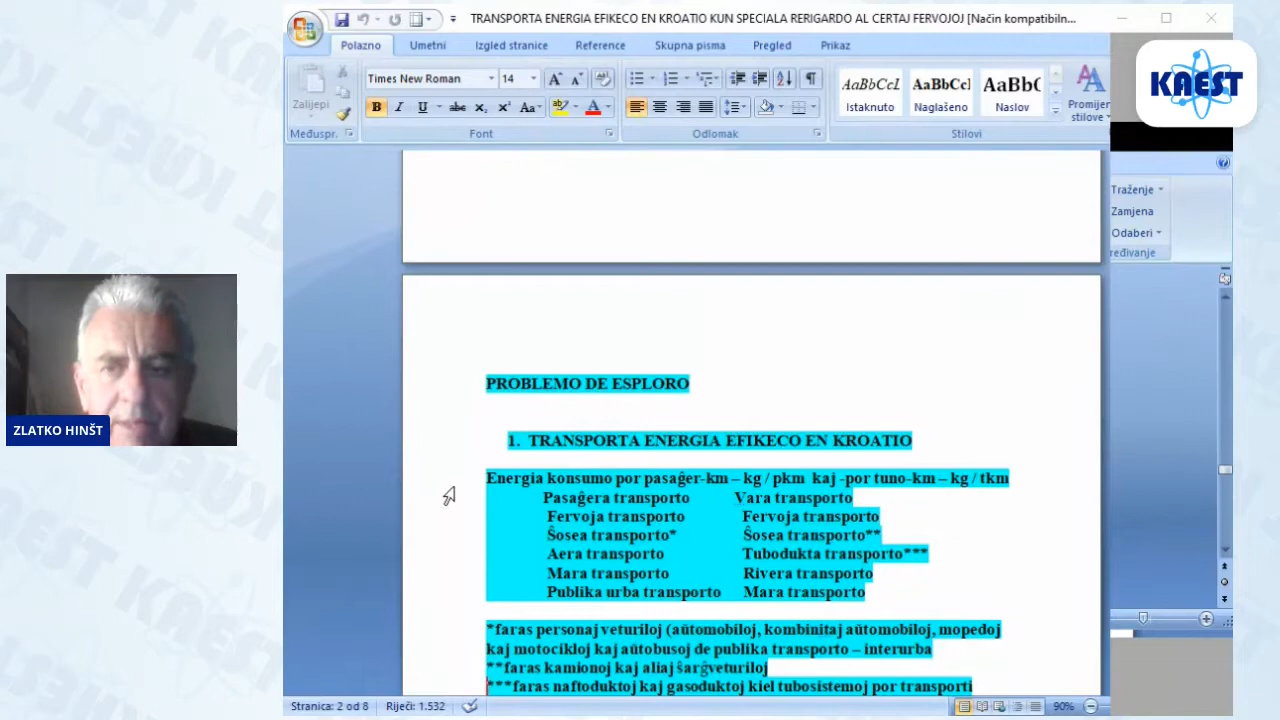 TRANSPORTA ENERGIA EFIKECO EN KROATIO KUN SPECIALA RERIGARDO AL CERTAJ FERVOJOJ [Način kompatibiln...
Polazno Umetni Izgled stranice Reference Skupna pisma Pregled Prikaz
KAEST
Times New Roman 14
Zalijepi
AaBbCcL AaBbCcl AaBb(
Istaknuto Naglašeno Naslov
Promijeni stilove
Međuspr. Font Odlomak Stilovi
Traženje
Zamjena
Odaberi
ređivanje
PROBLEMO DE ESPLORO
1. TRANSPORTA ENERGIA EFIKECO EN KROATIO
Energia konsumo por pasaĝer-km – kg / pkm kaj -por tuno-km – kg / tkm
Pasaĝera transporto Vara transporto
Fervoja transporto Fervoja transporto
Ŝosea transporto* Ŝosea transporto**
Aera transporto Tubodukta transporto***
Mara transporto Rivera transporto
Publika urba transporto Mara transporto
*faras personaj veturiloj (aŭtomobiloj, kombinitaj aŭtomobiloj, mopedoj
kaj motocikloj kaj aŭtobusoj de publika transporto – interurba
**faras kamionoj kaj aliaj ŝarĝveturiloj
***faras naftoduktoj kaj gasoduktoj kiel tubosistemoj por transporti
ZLATKO HINŠT
Stranica: 2 od 8 Riječi: 1.532 90%